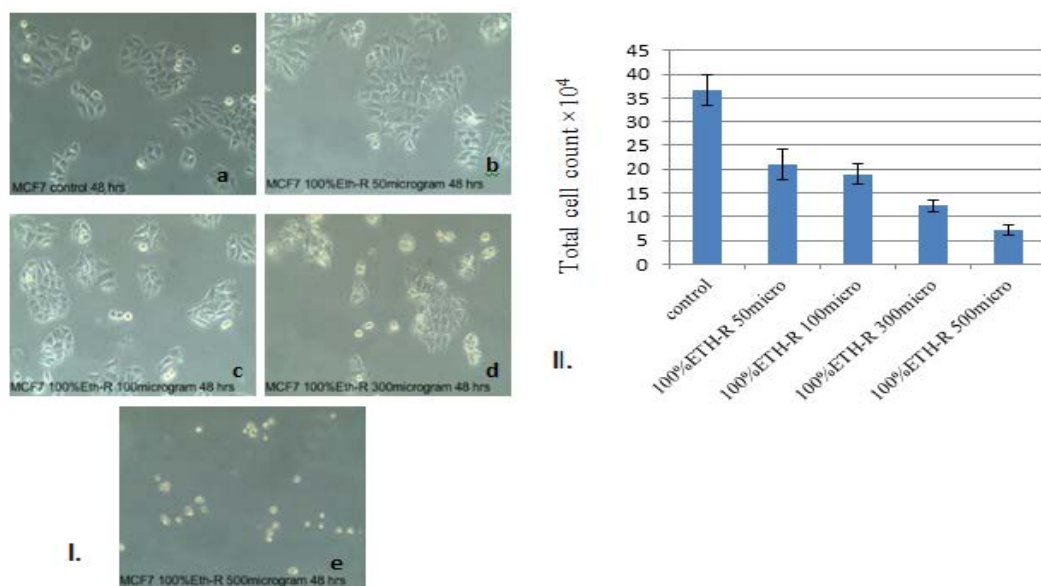 a
MCF7 control 48 hrs
b
MCF7 100%Eth-R 50microgram 48 hrs
c
MCF7 100%Eth-R 100microgram 48 hrs
d
MCF7 100%Eth-R 300microgram 48 hrs
e
MCF7 100%Eth-R 500microgram 48 hrs
I.
Total cell count ×10⁴
45
40
35
30
25
20
15
10
5
0
control
100%ETH-R 50micro
100%ETH-R 100micro
100%ETH-R 300micro
100%ETH-R 500micro
II.